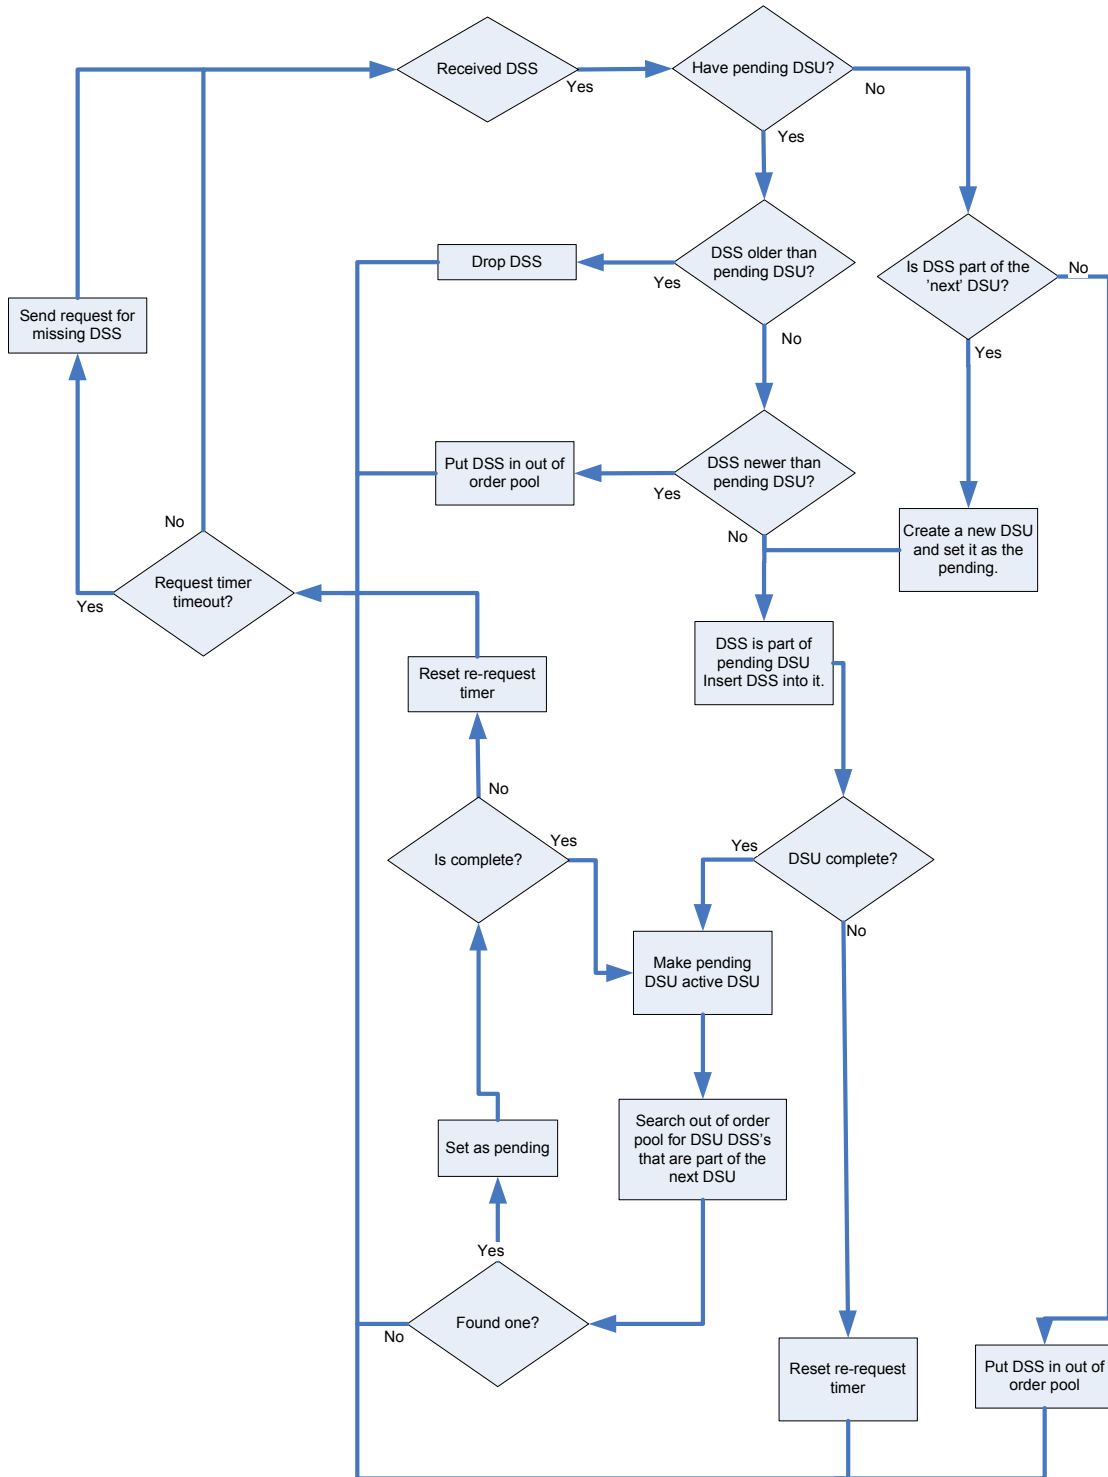 Received DSS
Yes
Have pending DSU?
No
Yes
Drop DSS
Yes
DSS older than
pending DSU?
No
Is DSS part of the
'next' DSU?
No
Yes
Send request for
missing DSS
Put DSS in out of
order pool
Yes
DSS newer than
pending DSU?
No
Create a new DSU
and set it as the
pending.
No
Request timer
timeout?
Yes
DSS is part of
pending DSU
Insert DSS into it.
Reset re-request
timer
No
Is complete?
Yes
Yes
DSU complete?
No
Make pending
DSU active DSU
Set as pending
Search out of order
pool for DSU DSS's
that are part of the
next DSU
Yes
Found one?
No
Reset re-request
timer
Put DSS in out of
order pool